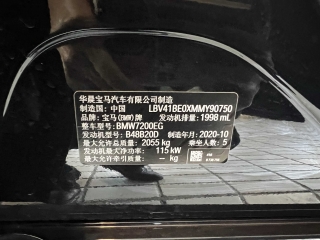 华晨宝马汽车有限公司制造
制造国: 中国 LBV41BE0XMMY90750
品牌: 宝马(BMW)牌 发动机排量: 1998 mL
整车型号: BMW7200EG
发动机型号: B48B20D 制造年月: 2020-10
最大允许总质量: 2055 kg 乘坐人数: 5
发动机最大净功率: 115 kW
最大允许牵引质量: — kg